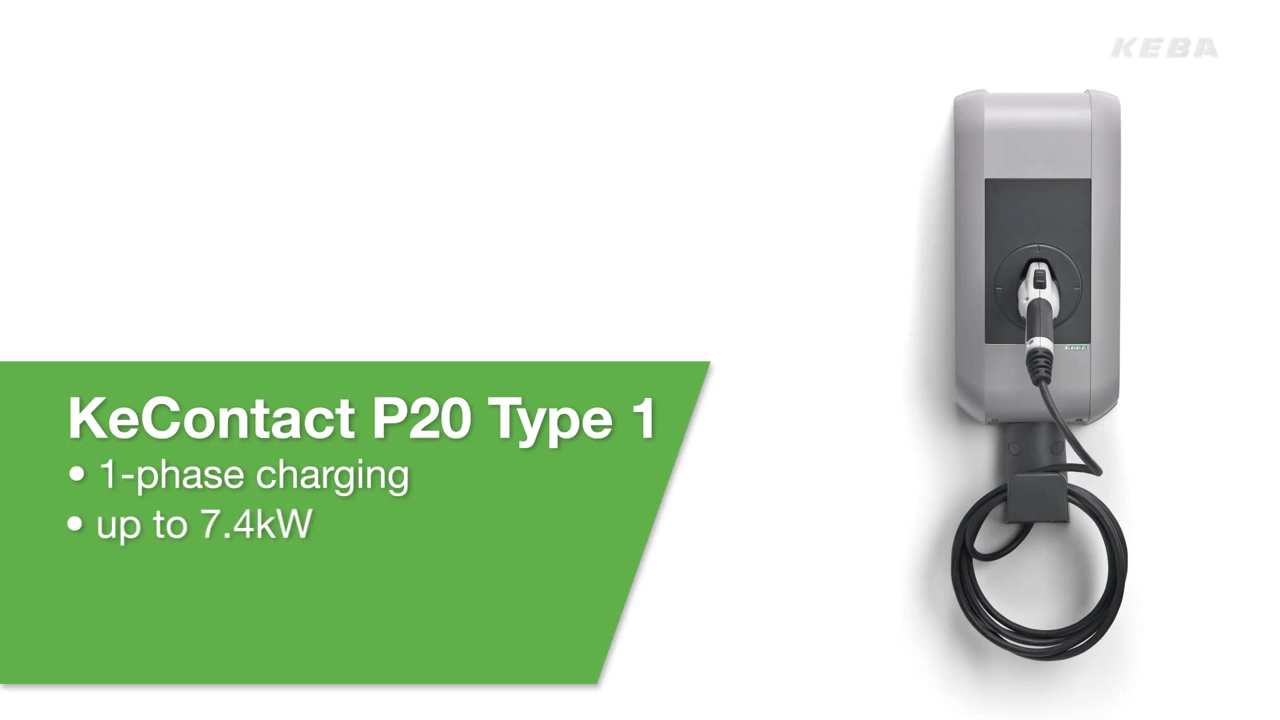 KEBA
KeContact P20 Type 1
• 1-phase charging
• up to 7.4kW